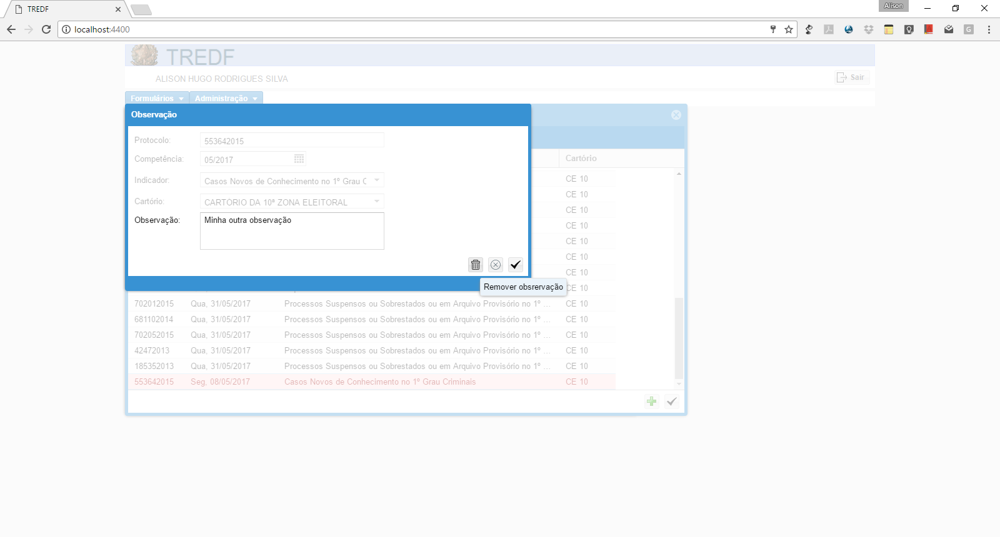 TREDF
Alison
localhost:4400
TREDF
ALISON HUGO RODRIGUES SILVA
Sair
Formulários
Administração
Observação
Protocolo:
553642015
Competência:
05/2017
Cartório
Indicador:
Casos Novos de Conhecimento no 1º Grau C
CE 10
CE 10
Cartório:
CARTÓRIO DA 10ª ZONA ELEITORAL
CE 10
Observação:
Minha outra observação
CE 10
CE 10
CE 10
CE 10
Remover obsrervação
CE 10
702012015 Qua, 31/05/2017 Processos Suspensos ou Sobrestados ou em Arquivo Provisório no 1º ... CE 10
681102014 Qua, 31/05/2017 Processos Suspensos ou Sobrestados ou em Arquivo Provisório no 1º ... CE 10
702052015 Qua, 31/05/2017 Processos Suspensos ou Sobrestados ou em Arquivo Provisório no 1º ... CE 10
42472013 Qua, 31/05/2017 Processos Suspensos ou Sobrestados ou em Arquivo Provisório no 1º ... CE 10
185352013 Qua, 31/05/2017 Processos Suspensos ou Sobrestados ou em Arquivo Provisório no 1º ... CE 10
553642015 Seg, 08/05/2017 Casos Novos de Conhecimento no 1º Grau Criminais CE 10